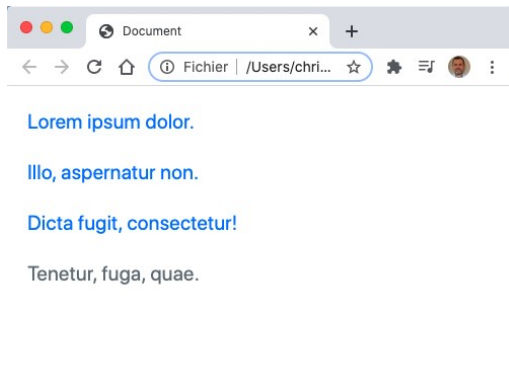 Document
Fichier | /Users/chri...
Lorem ipsum dolor.
Illo, aspernatur non.
Dicta fugit, consectetur!
Tenetur, fuga, quae.